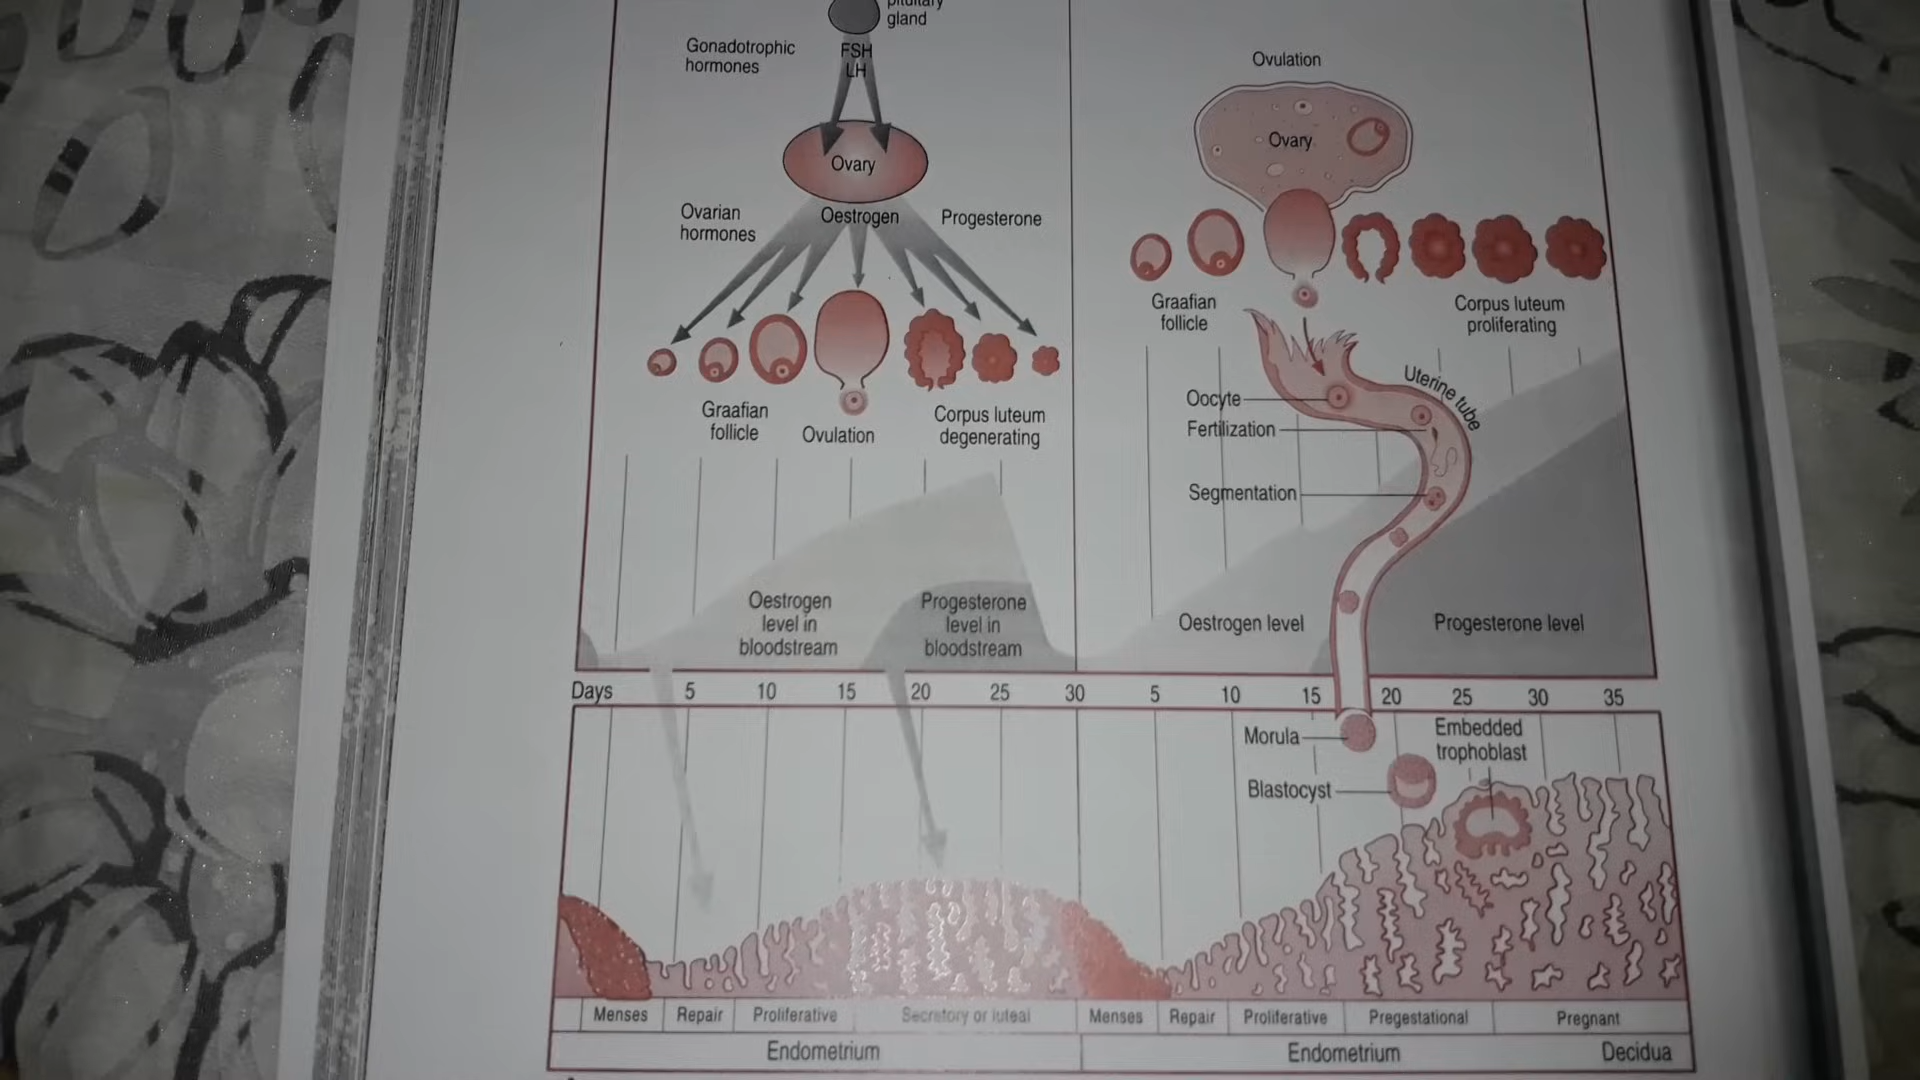 pituitary
gland
Gonadotrophic
hormones
FSH
LH
Ovary
Ovarian
hormones
Oestrogen
Progesterone
Graafian
follicle
Ovulation
Corpus luteum
degenerating
Oestrogen
level in
bloodstream
Progesterone
level in
bloodstream
Ovulation
Ovary
Graafian
follicle
Corpus luteum
proliferating
Uterine tube
Oocyte
Fertilization
Segmentation
Oestrogen level
Progesterone level
Days 5 10 15 20 25 30 5 10 15 20 25 30 35
Morula
Embedded
trophoblast
Blastocyst
Menses Repair Proliferative Secretory or luteal Menses Repair Proliferative Pregestational Pregnant
Endometrium Endometrium Decidua